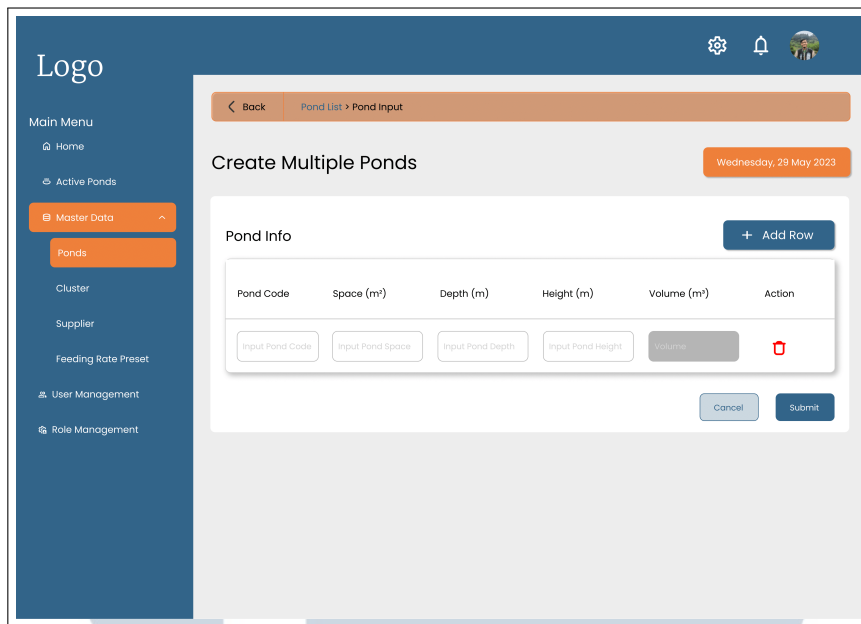 Logo
Main Menu
Home
Active Ponds
Master Data
Ponds
Cluster
Supplier
Feeding Rate Preset
User Management
Role Management
Back
Pond List > Pond Input
Create Multiple Ponds
Wednesday, 29 May 2023
Pond Info
+ Add Row
Pond Code Space (m²) Depth (m) Height (m) Volume (m³) Action
Input Pond Code Input Pond Space Input Pond Depth Input Pond Height Volume
Cancel Submit